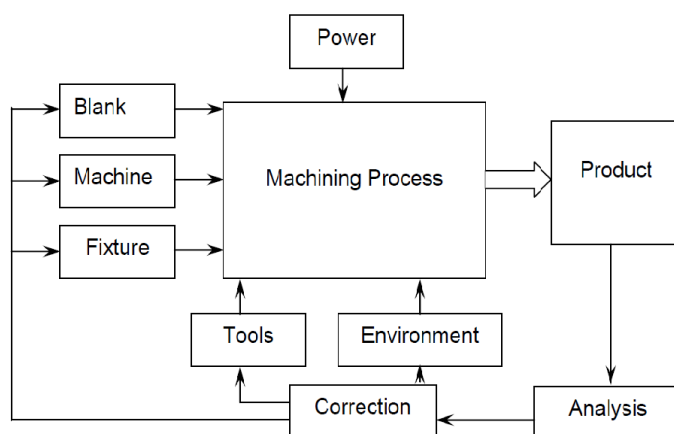 Power
Blank
Machine
Fixture
Machining Process
Product
Tools
Environment
Correction
Analysis